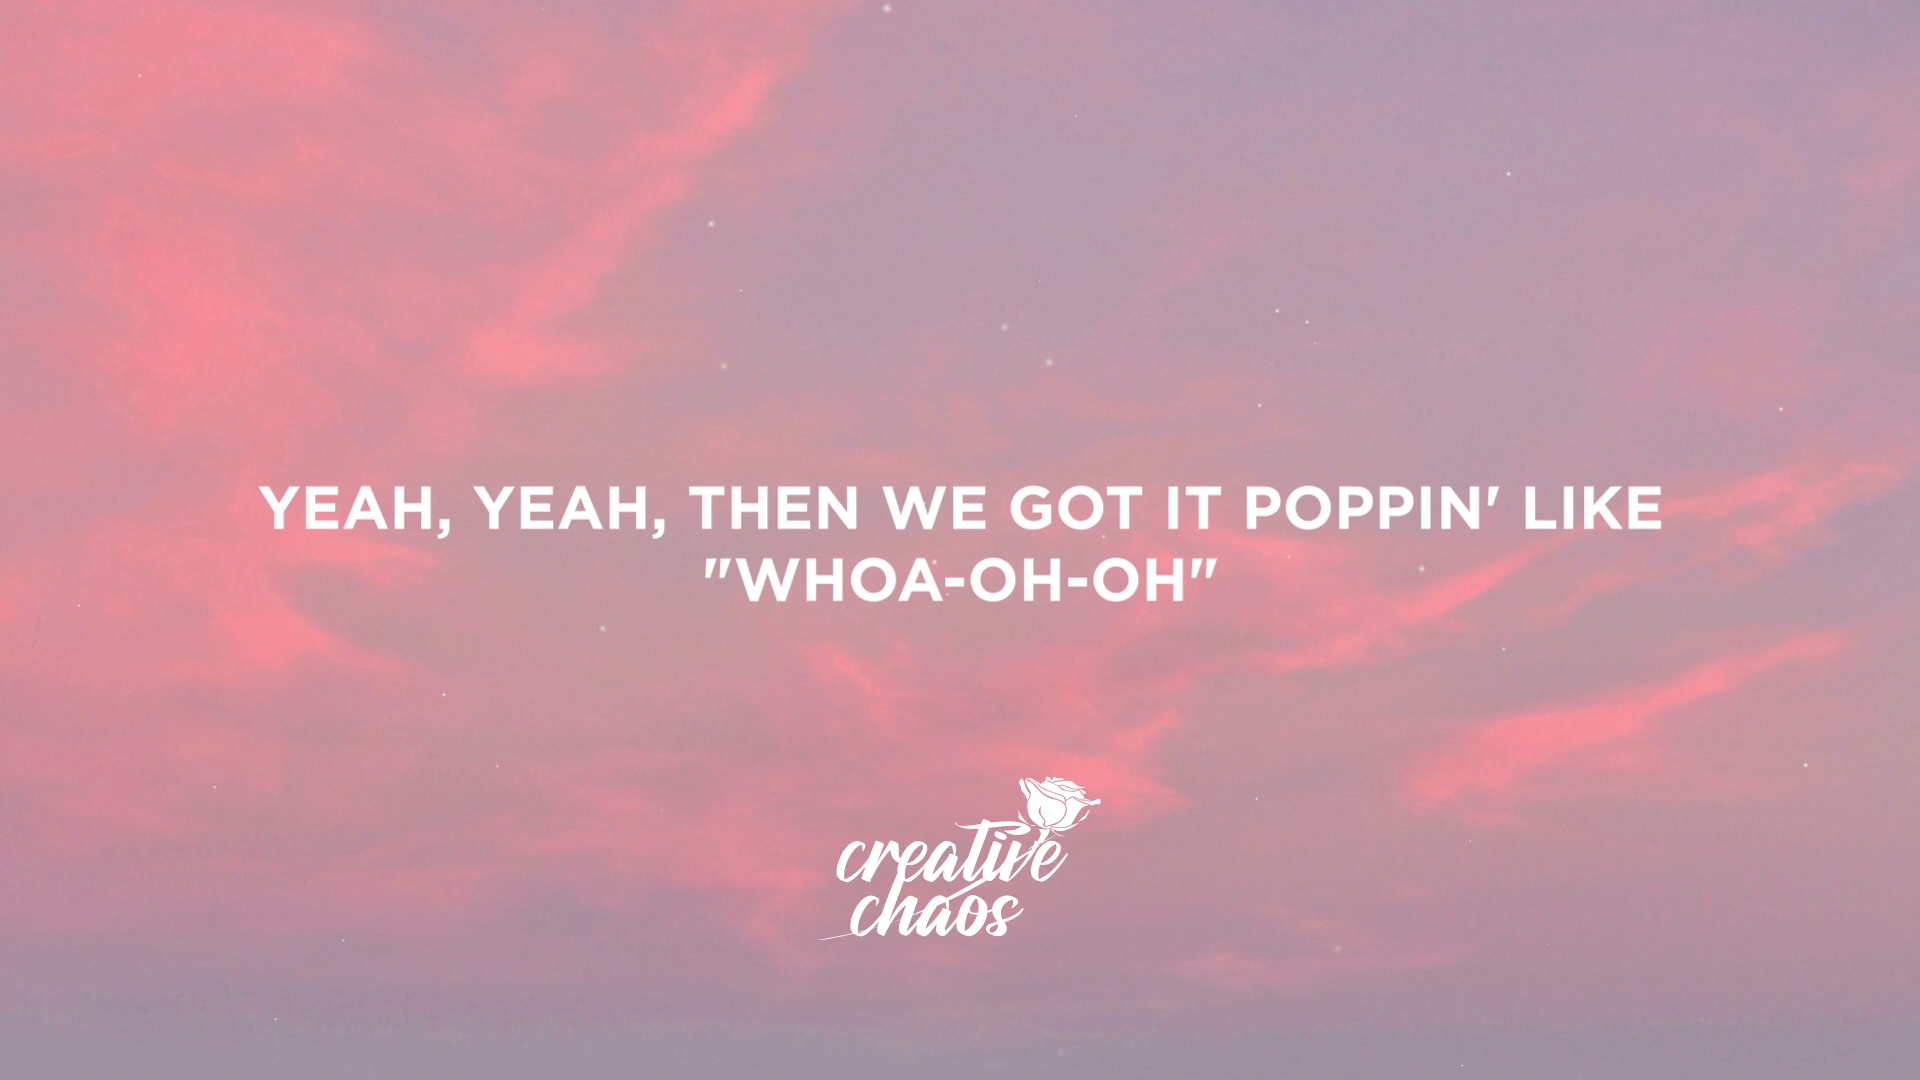 YEAH, YEAH, THEN WE GOT IT POPPIN' LIKE
"WHOA-OH-OH"
creative
chaos